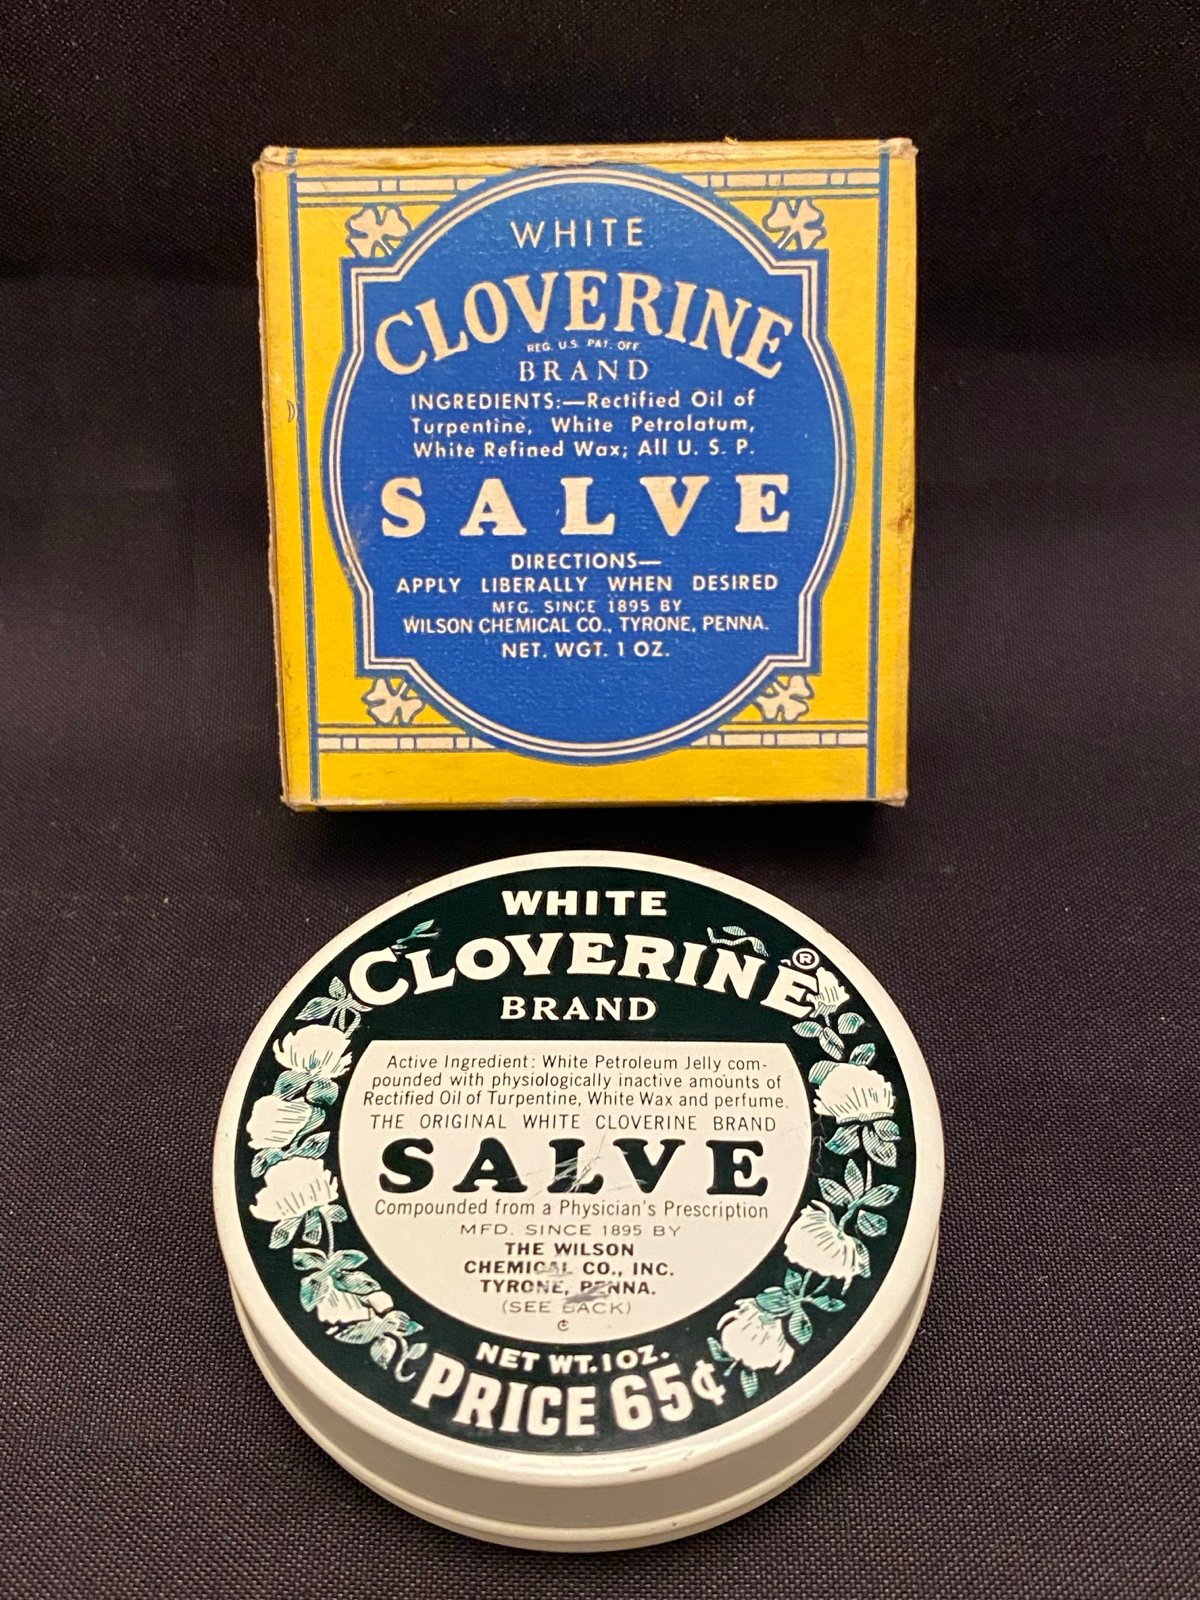 WHITE
CLOVERINE
REG. U.S. PAT. OFF.
BRAND
INGREDIENTS:—Rectified Oil of
Turpentine, White Petrolatum,
White Refined Wax; All U. S. P.
SALVE
DIRECTIONS—
APPLY LIBERALLY WHEN DESIRED
MFG. SINCE 1895 BY
WILSON CHEMICAL CO., TYRONE, PENNA.
NET. WGT. 1 OZ.
WHITE
CLOVERINE®
BRAND
Active Ingredient: White Petroleum Jelly com-
pounded with physiologically inactive amounts of
Rectified Oil of Turpentine, White Wax and perfume.
THE ORIGINAL WHITE CLOVERINE BRAND
SALVE
Compounded from a Physician's Prescription
MFD. SINCE 1895 BY
THE WILSON
CHEMICAL CO., INC.
TYRONE, PENNA.
(SEE BACK)
NET WT. 1 OZ.
PRICE 65¢